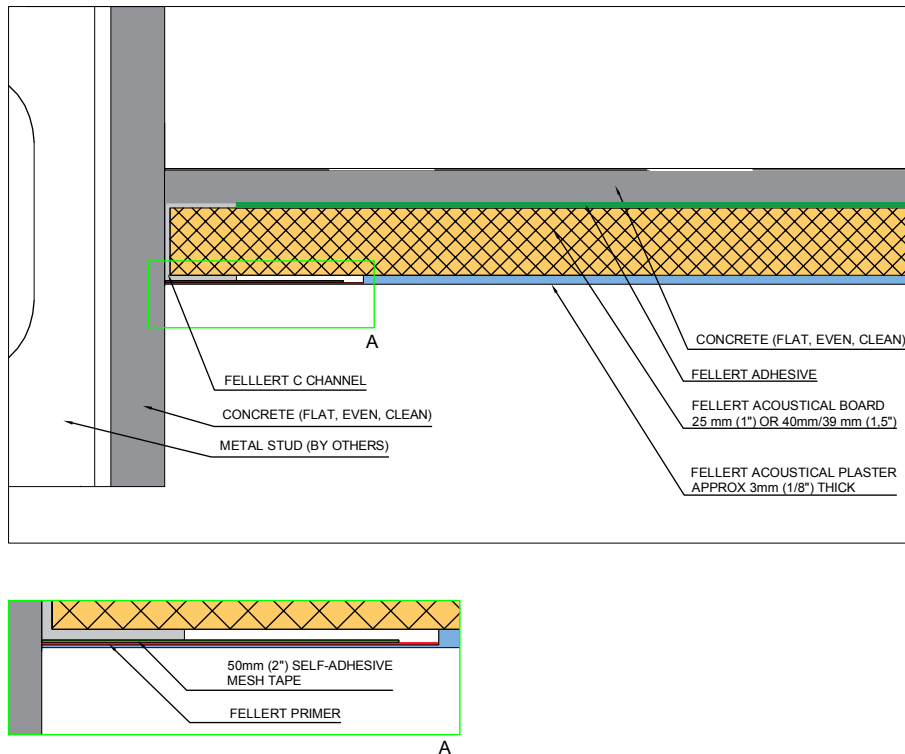 A
CONCRETE (FLAT, EVEN, CLEAN)
FELLERT ADHESIVE
FELLERT ACOUSTICAL BOARD
25 mm (1") OR 40mm/39 mm (1,5")
FELLERT ACOUSTICAL PLASTER
APPROX 3mm (1/8") THICK
FELLLERT C CHANNEL
CONCRETE (FLAT, EVEN, CLEAN)
METAL STUD (BY OTHERS)
50mm (2") SELF-ADHESIVE
MESH TAPE
FELLERT PRIMER
A